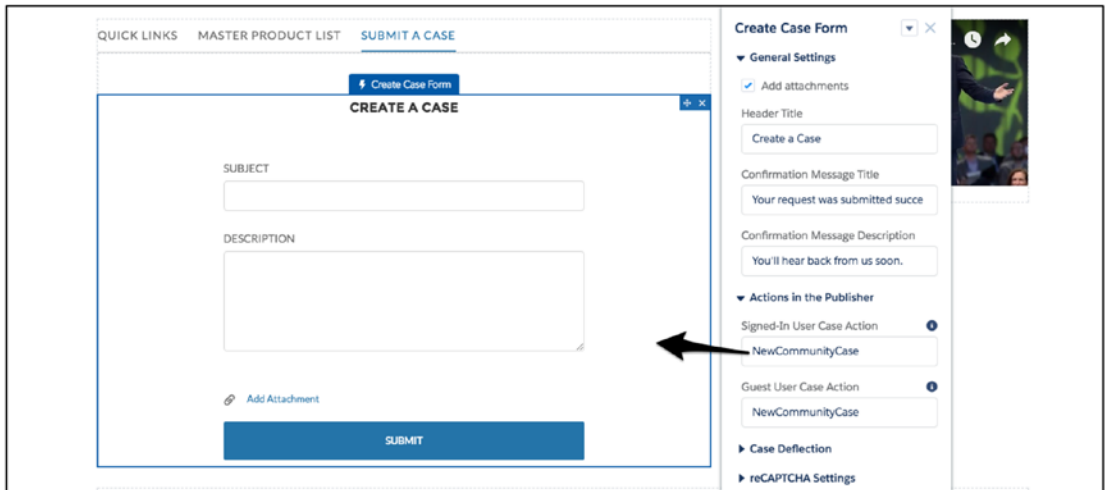 QUICK LINKS MASTER PRODUCT LIST SUBMIT A CASE
Create Case Form
CREATE A CASE
SUBJECT
DESCRIPTION
Add Attachment
SUBMIT
Create Case Form
General Settings
Add attachments
Header Title
Create a Case
Confirmation Message Title
Your request was submitted succe
Confirmation Message Description
You'll hear back from us soon.
Actions in the Publisher
Signed-In User Case Action
NewCommunityCase
Guest User Case Action
NewCommunityCase
Case Deflection
reCAPTCHA Settings